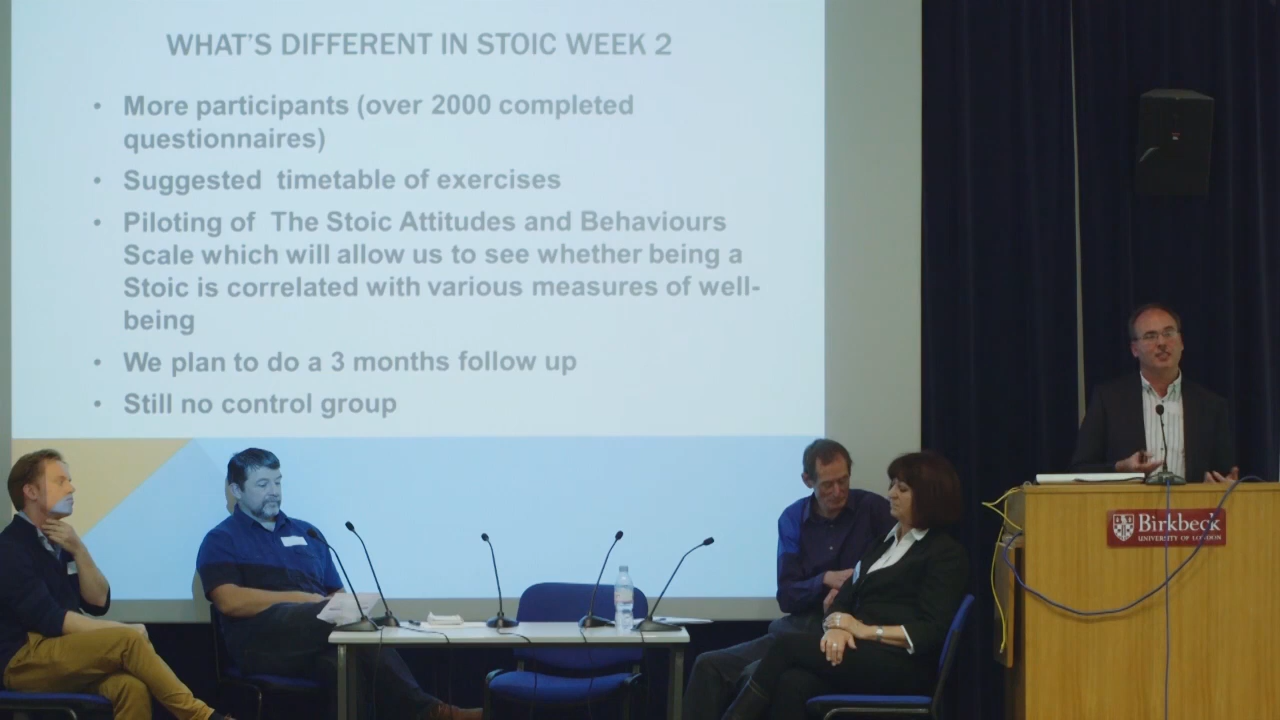 WHAT'S DIFFERENT IN STOIC WEEK 2
• More participants (over 2000 completed
questionnaires)
• Suggested timetable of exercises
• Piloting of The Stoic Attitudes and Behaviours
Scale which will allow us to see whether being a
Stoic is correlated with various measures of well-
being
• We plan to do a 3 months follow up
• Still no control group
Birkbeck
UNIVERSITY OF LONDON